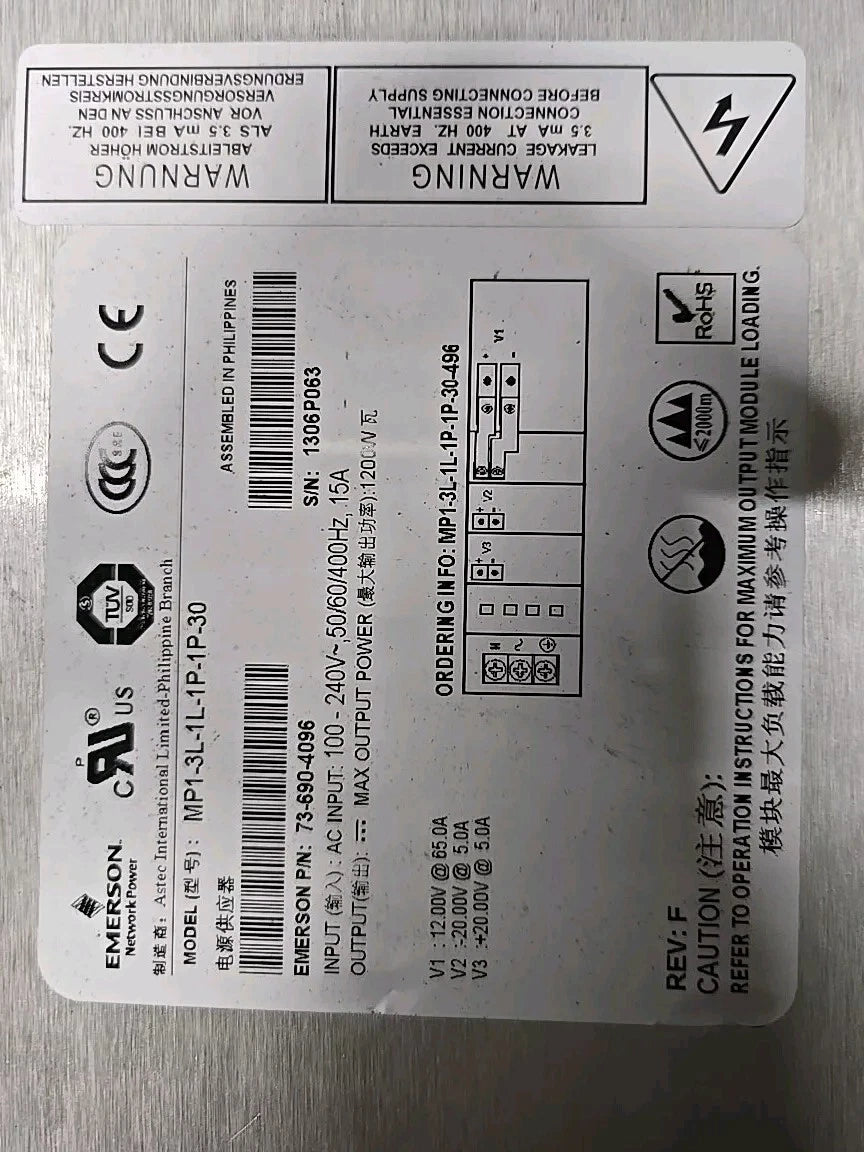 WARNING
LEAKAGE CURRENT EXCEEDS
3.5 mA AT 400 HZ. EARTH
CONNECTION ESSENTIAL
BEFORE CONNECTING SUPPLY
WARNUNG
ABLEITSTROM HÖHER
ALS 3.5 mA BEI 400 HZ.
VOR ANSCHLUSS AN DEN
VERSORGUNGSSTROMKREIS
ERDUNGSVERBINDUNG HERSTELLEN
EMERSON.
Network Power
P
C
US
®
S
TÜV
CCC
S&E
CE
制造商: Astec International Limited-Philippine Branch
MODEL (型号) : MP1-3L-1L-1P-1P-30
电源供应器
ASSEMBLED IN PHILIPPINES
EMERSON P/N: 73-690-4096
S/N: 1306P063
INPUT (输入) : AC INPUT: 100 - 240V~,50/60/400Hz, 15A
OUTPUT(输出): ⎓ MAX OUTPUT POWER (最大输出功率):1200W 瓦
V1 : 12.00V @ 65.0A
V2 :-20.00V @ 5.0A
V3 :+20.00V @ 5.0A
ORDERING INFO: MP1-3L-1L-1P-1P-30-496
N
~
V3
+
-
V2
+
-
V1
+
-
≤2000m
RoHS
REV: F
CAUTION (注意):
REFER TO OPERATION INSTRUCTIONS FOR MAXIMUM OUTPUT MODULE LOADING.
模块最大负载能力请参考操作指示